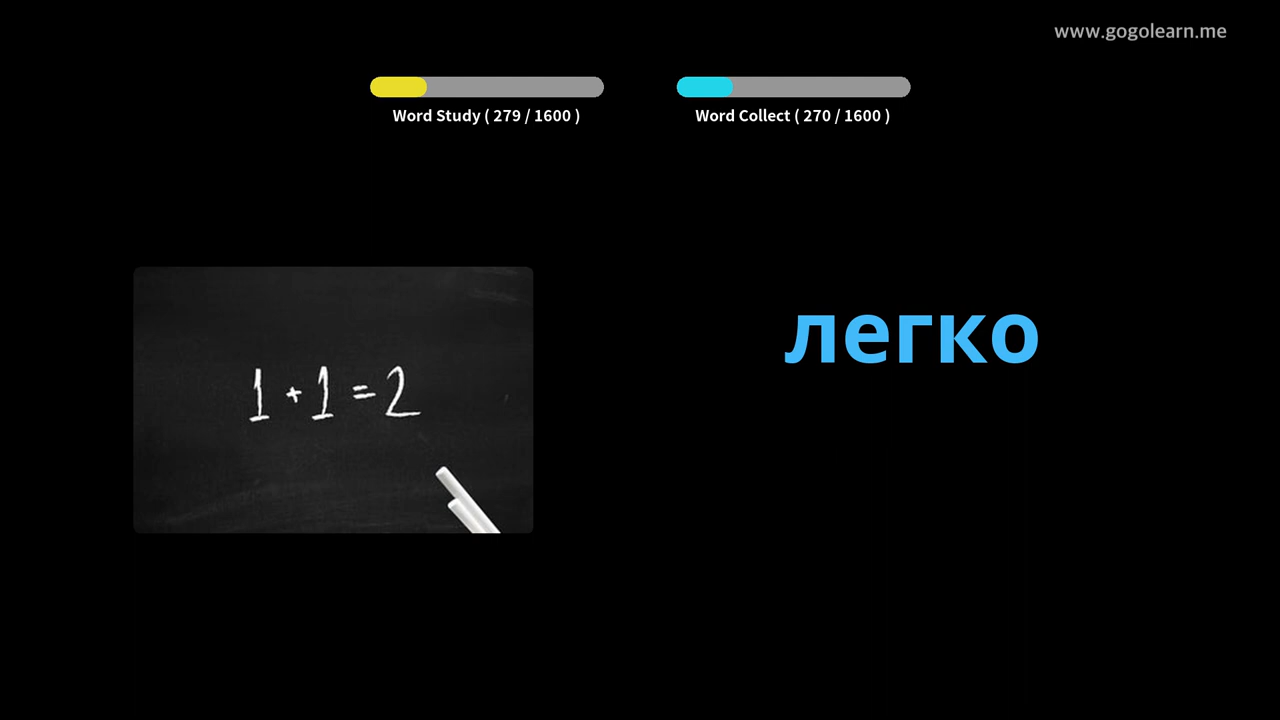 www.gogolearn.me
Word Study ( 279 / 1600 )
Word Collect ( 270 / 1600 )
легко
1 + 1 = 2